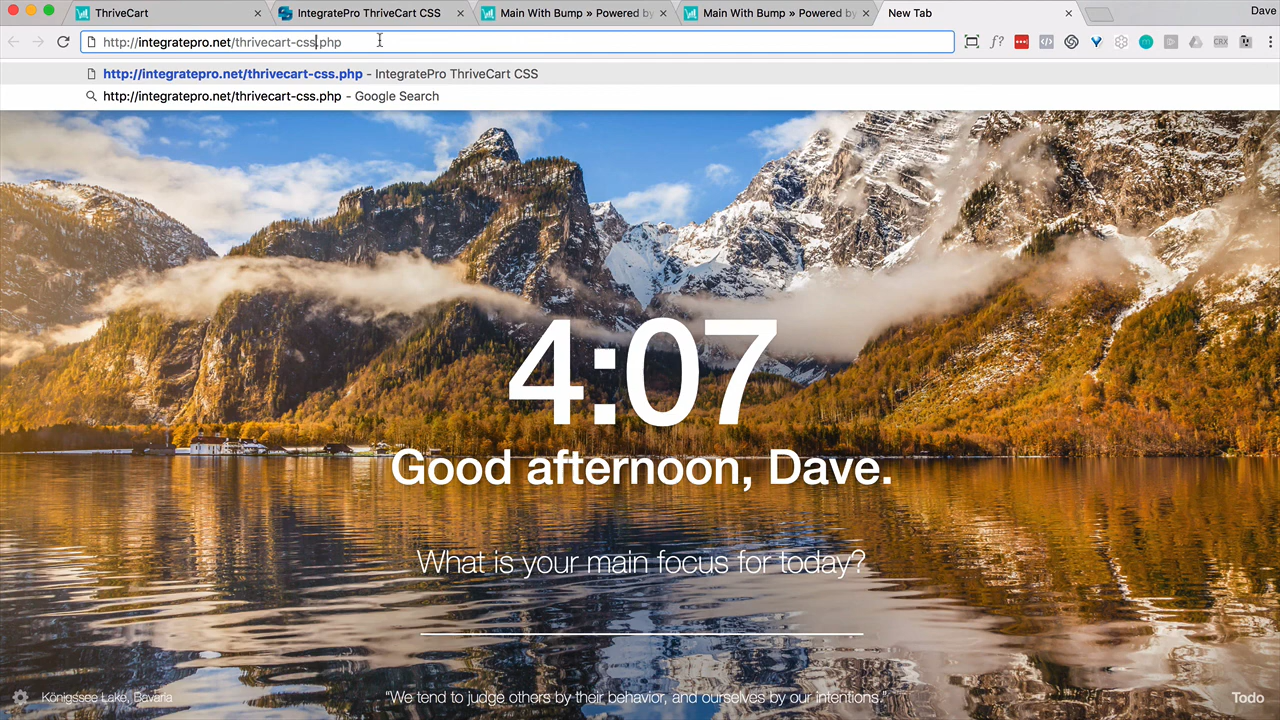 ThriveCart
IntegratePro ThriveCart CSS
Main With Bump » Powered by
Main With Bump » Powered by
New Tab
Dave
http://integratepro.net/thrivecart-css.php
f?
CRX
http://integratepro.net/thrivecart-css.php - IntegratePro ThriveCart CSS
http://integratepro.net/thrivecart-css.php - Google Search
4:07
Good afternoon, Dave.
What is your main focus for today?
Königssee Lake, Bavaria
"We tend to judge others by their behavior, and ourselves by our intentions."
Todo